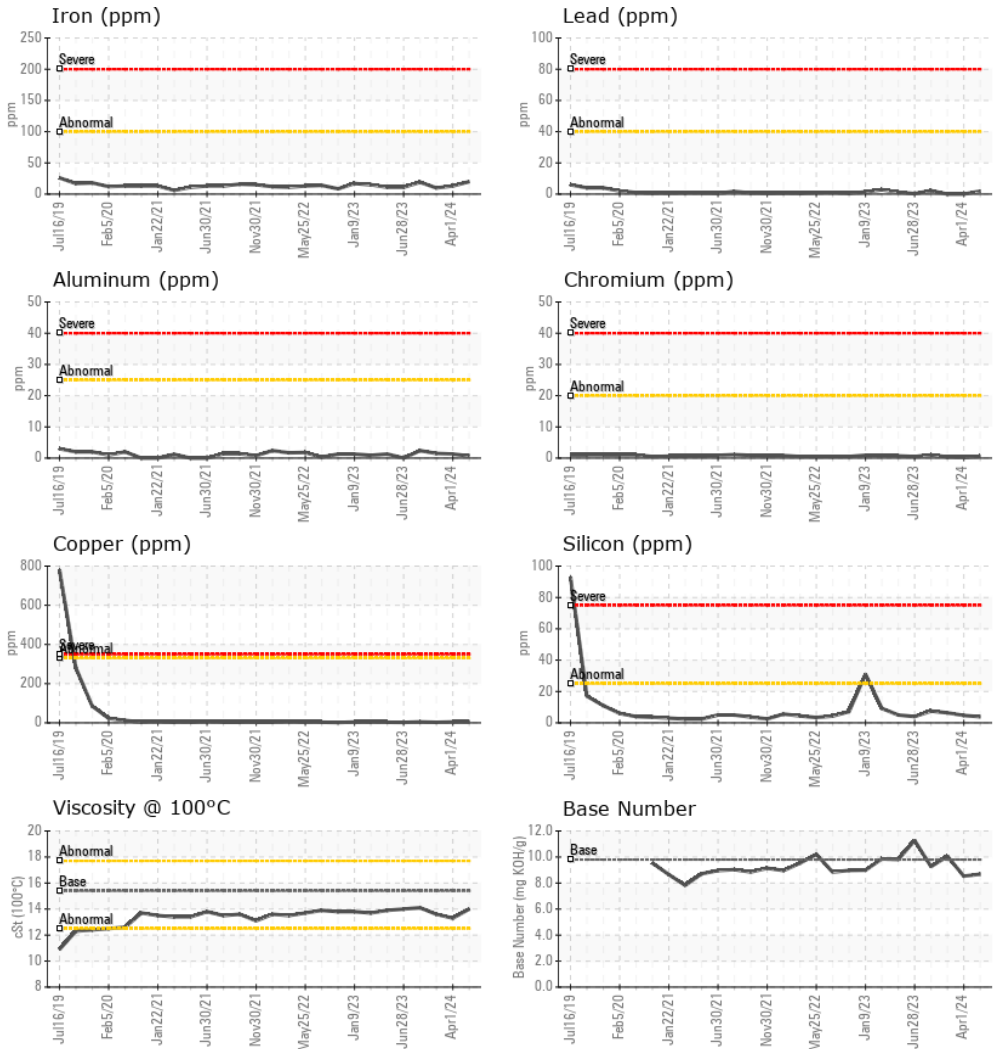 Iron (ppm)
ppm
250
200
150
100
50
0
Severe
Abnormal
Jul16/19
Feb5/20
Jan22/21
Jun30/21
Nov30/21
May25/22
Jan9/23
Jun28/23
Apr1/24
Lead (ppm)
ppm
100
80
60
40
20
0
Severe
Abnormal
Jul16/19
Feb5/20
Jan22/21
Jun30/21
Nov30/21
May25/22
Jan9/23
Jun28/23
Apr1/24
Aluminum (ppm)
ppm
50
40
30
20
10
0
Severe
Abnormal
Jul16/19
Feb5/20
Jan22/21
Jun30/21
Nov30/21
May25/22
Jan9/23
Jun28/23
Apr1/24
Chromium (ppm)
ppm
50
40
30
20
10
0
Severe
Abnormal
Jul16/19
Feb5/20
Jan22/21
Jun30/21
Nov30/21
May25/22
Jan9/23
Jun28/23
Apr1/24
Copper (ppm)
ppm
800
600
400
200
0
Severe
Abnormal
Jul16/19
Feb5/20
Jan22/21
Jun30/21
Nov30/21
May25/22
Jan9/23
Jun28/23
Apr1/24
Silicon (ppm)
ppm
100
80
60
40
20
0
Severe
Abnormal
Jul16/19
Feb5/20
Jan22/21
Jun30/21
Nov30/21
May25/22
Jan9/23
Jun28/23
Apr1/24
Viscosity @ 100°C
cSt (100°C)
20
18
16
14
12
10
8
Abnormal
Base
Abnormal
Jul16/19
Feb5/20
Jan22/21
Jun30/21
Nov30/21
May25/22
Jan9/23
Jun28/23
Apr1/24
Base Number
Base Number (mg KOH/g)
12.0
10.0
8.0
6.0
4.0
2.0
0.0
Base
Jul16/19
Feb5/20
Jan22/21
Jun30/21
Nov30/21
May25/22
Jan9/23
Jun28/23
Apr1/24